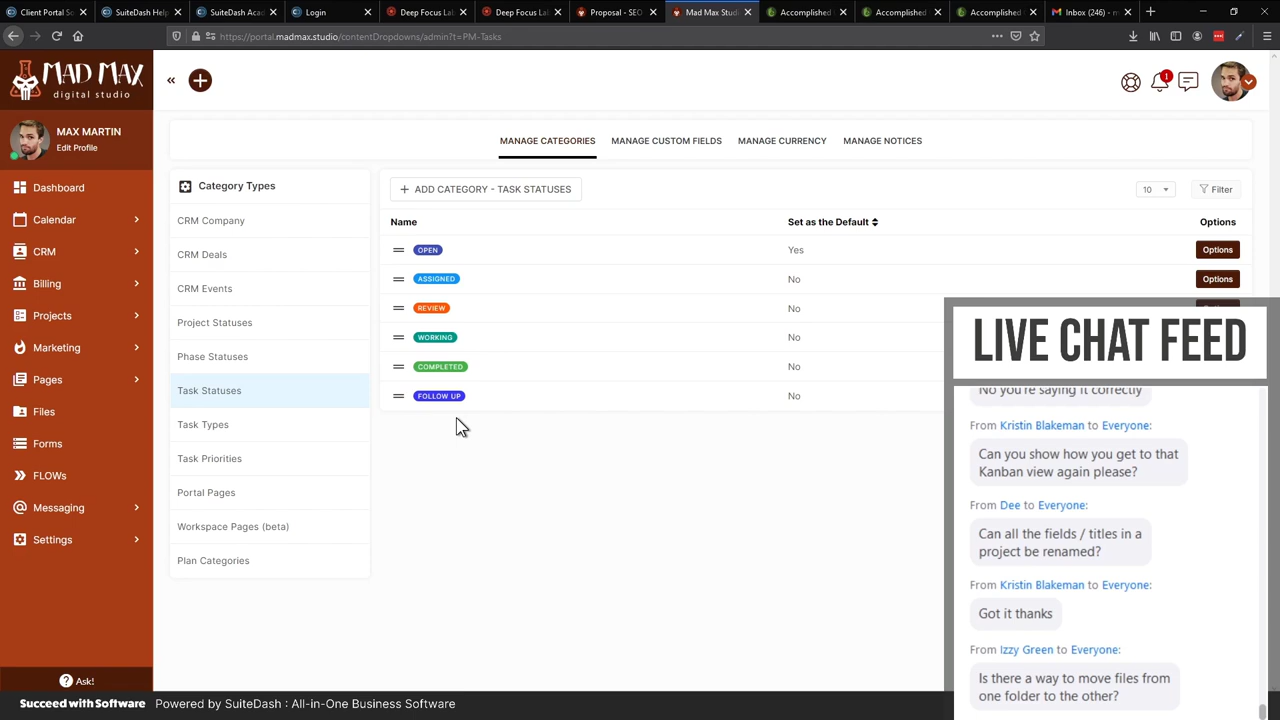 Client Portal So
SuiteDash Help
SuiteDash Acad
Login
Deep Focus Lab
Deep Focus Lab
Proposal - SEO
Mad Max Studi
Accomplished
Accomplished
Accomplished
Inbox (246) - m
https://portal.madmax.studio/contentDropdowns/admin?t=PM-Tasks
MAD MAX
digital studio
MAX MARTIN
Edit Profile
Dashboard
Calendar
CRM
Billing
Projects
Marketing
Pages
Files
Forms
FLOWs
Messaging
Settings
Ask!
1
MANAGE CATEGORIES
MANAGE CUSTOM FIELDS
MANAGE CURRENCY
MANAGE NOTICES
Category Types
CRM Company
CRM Deals
CRM Events
Project Statuses
Phase Statuses
Task Statuses
Task Types
Task Priorities
Portal Pages
Workspace Pages (beta)
Plan Categories
+ ADD CATEGORY - TASK STATUSES
10
Filter
Name Set as the Default Options
OPEN Yes Options
ASSIGNED No Options
REVIEW No
WORKING No
COMPLETED No
FOLLOW UP No
LIVE CHAT FEED
No you're saying it correctly
From Kristin Blakeman to Everyone:
Can you show how you get to that
Kanban view again please?
From Dee to Everyone:
Can all the fields / titles in a
project be renamed?
From Kristin Blakeman to Everyone:
Got it thanks
From Izzy Green to Everyone:
Is there a way to move files from
one folder to the other?
Succeed with Software Powered by SuiteDash : All-in-One Business Software